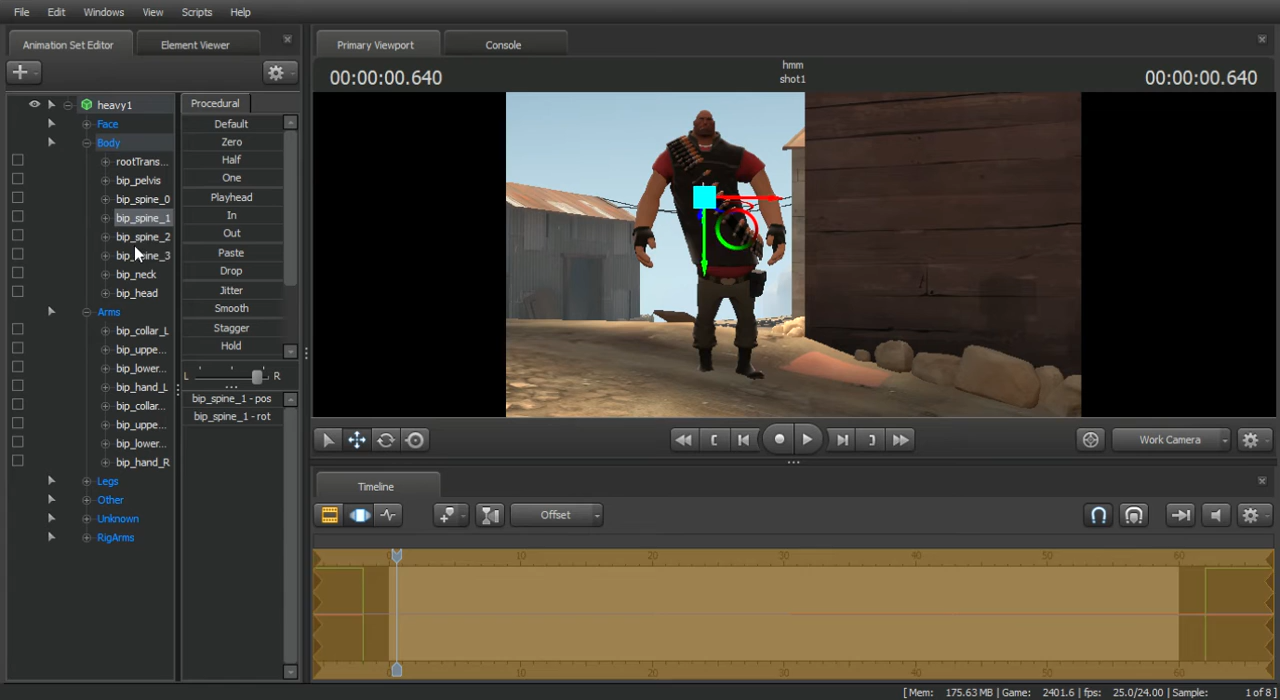 File Edit Windows View Scripts Help
Animation Set Editor Element Viewer
Primary Viewport Console
00:00:00.640
hmm
shot1
00:00:00.640
heavy1
Face
Body
rootTrans...
bip_pelvis
bip_spine_0
bip_spine_1
bip_spine_2
bip_spine_3
bip_neck
bip_head
Arms
bip_collar_L
bip_uppe...
bip_lower...
bip_hand_L
bip_collar...
bip_uppe...
bip_lower...
bip_hand_R
Legs
Other
Unknown
RigArms
Procedural
Default
Zero
Half
One
Playhead
In
Out
Paste
Drop
Jitter
Smooth
Stagger
Hold
L R
bip_spine_1 - pos
bip_spine_1 - rot
Work Camera
Timeline
Offset
0 10 20 30 40 50 60
[ Mem: 175.63 MB | Game: 2401.6 | fps: 25.0/24.00 | Sample: 1 of 8 ]